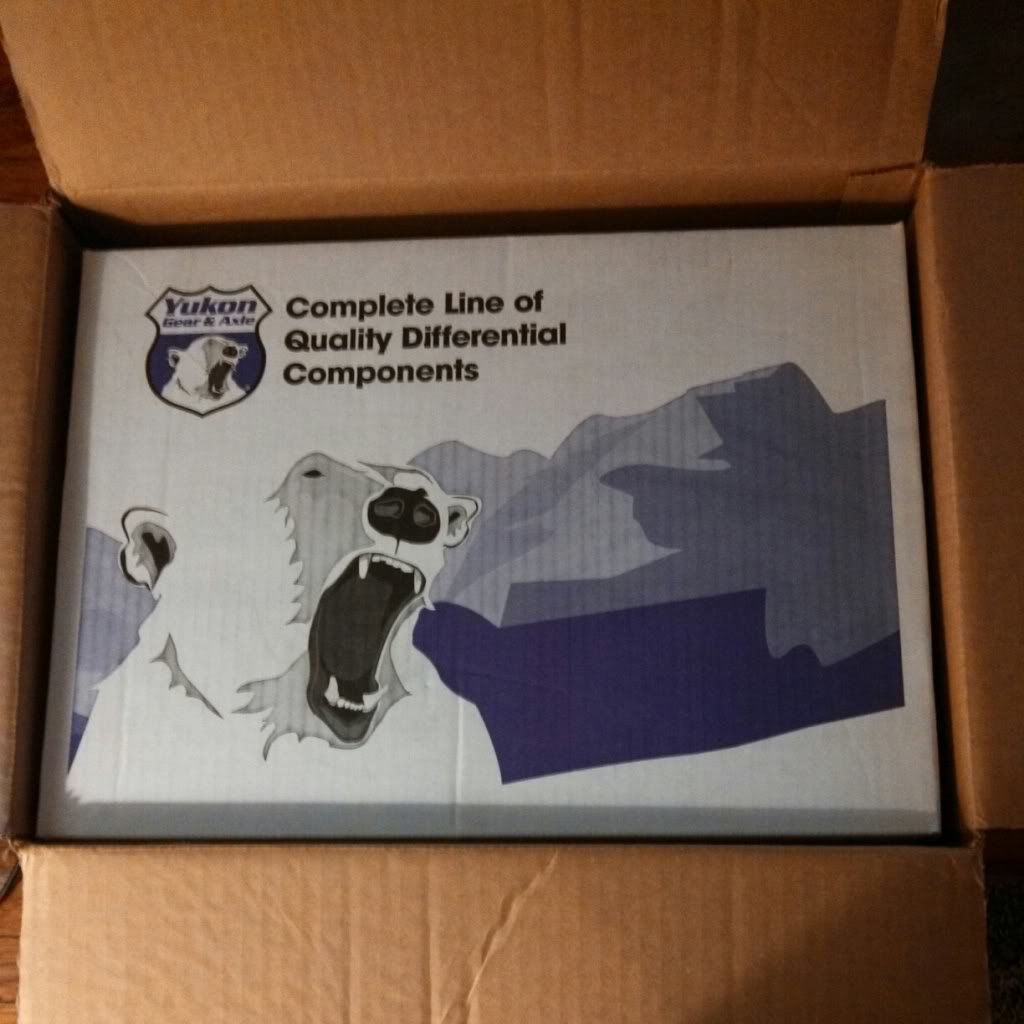 Yukon
Gear & Axle
Complete Line of
Quality Differential
Components